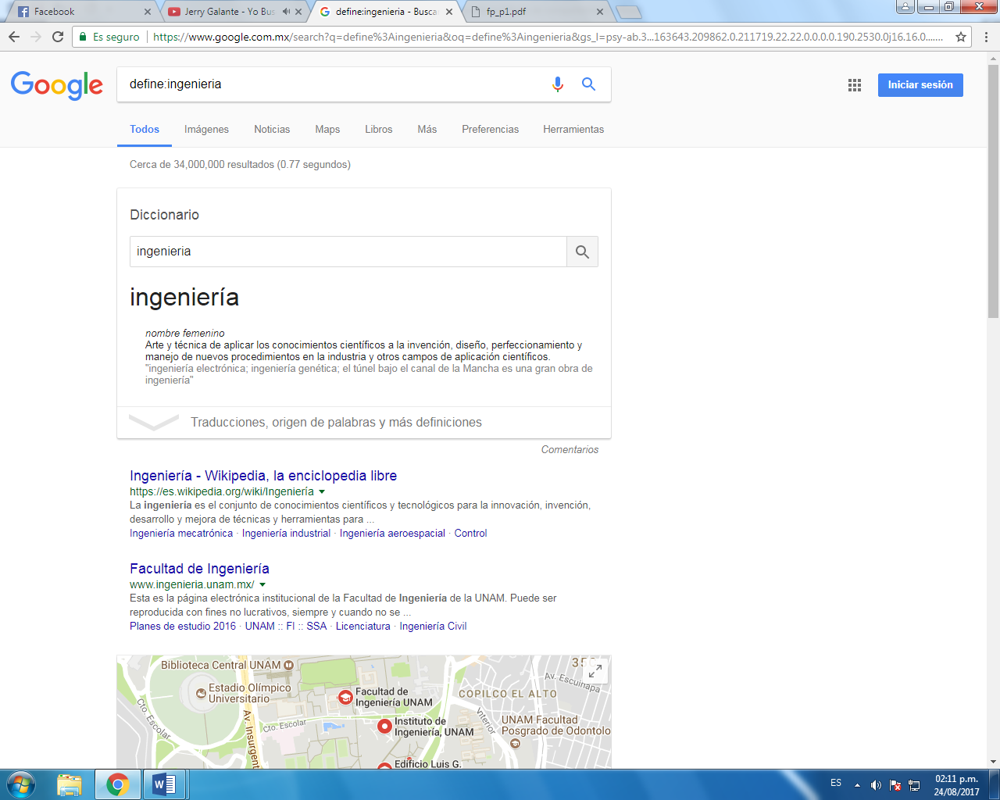 Facebook
Jerry Galante - Yo Bus
define:ingenieria - Busca
fp_p1.pdf
Es seguro
https://www.google.com.mx/search?q=define%3Aingenieria&oq=define%3Aingenieria&gs_l=psy-ab.3...163643.209862.0.211719.22.22.0.0.0.0.190.2530.0j16.16.0.......
Google
define:ingenieria
Iniciar sesión
Todos
Imágenes
Noticias
Maps
Libros
Más
Preferencias
Herramientas
Cerca de 34,000,000 resultados (0.77 segundos)
Diccionario
ingenieria
ingeniería
nombre femenino
Arte y técnica de aplicar los conocimientos científicos a la invención, diseño, perfeccionamiento y
manejo de nuevos procedimientos en la industria y otros campos de aplicación científicos.
"ingeniería electrónica; ingeniería genética; el túnel bajo el canal de la Mancha es una gran obra de
ingeniería"
Traducciones, origen de palabras y más definiciones
Comentarios
Ingeniería - Wikipedia, la enciclopedia libre
https://es.wikipedia.org/wiki/Ingeniería
La ingeniería es el conjunto de conocimientos científicos y tecnológicos para la innovación, invención,
desarrollo y mejora de técnicas y herramientas para ...
Ingeniería mecatrónica · Ingeniería industrial · Ingeniería aeroespacial · Control
Facultad de Ingeniería
www.ingenieria.unam.mx/
Esta es la página electrónica institucional de la Facultad de Ingeniería de la UNAM. Puede ser
reproducida con fines no lucrativos, siempre y cuando no se ...
Planes de estudio 2016 · UNAM :: FI :: SSA · Licenciatura · Ingeniería Civil
Biblioteca Central UNAM
Estadio Olímpico
Universitario
Cto. Escolar
Av. Insurgent
Cto. Escolar
Facultad de
Ingeniería UNAM
Instituto de
Ingeniería, UNAM
Edificio Luis G.
COPILCO EL ALTO
Av. Escuinapa
Viterior
UNAM Facultad
Posgrado de Odontolo
ES
02:11 p.m.
24/08/2017